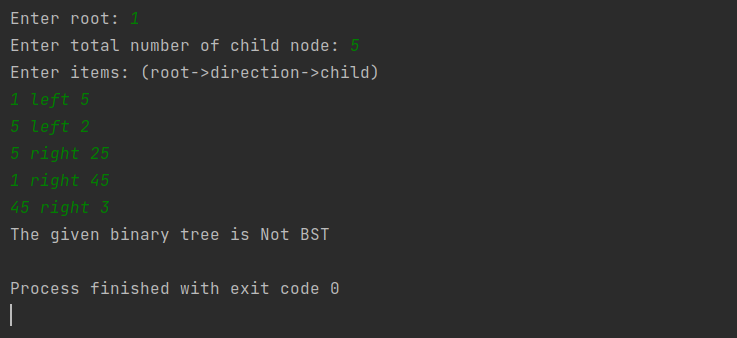 Enter root: 1
Enter total number of child node: 5
Enter items: (root->direction->child)
1 left 5
5 left 2
5 right 25
1 right 45
45 right 3
The given binary tree is Not BST
Process finished with exit code 0